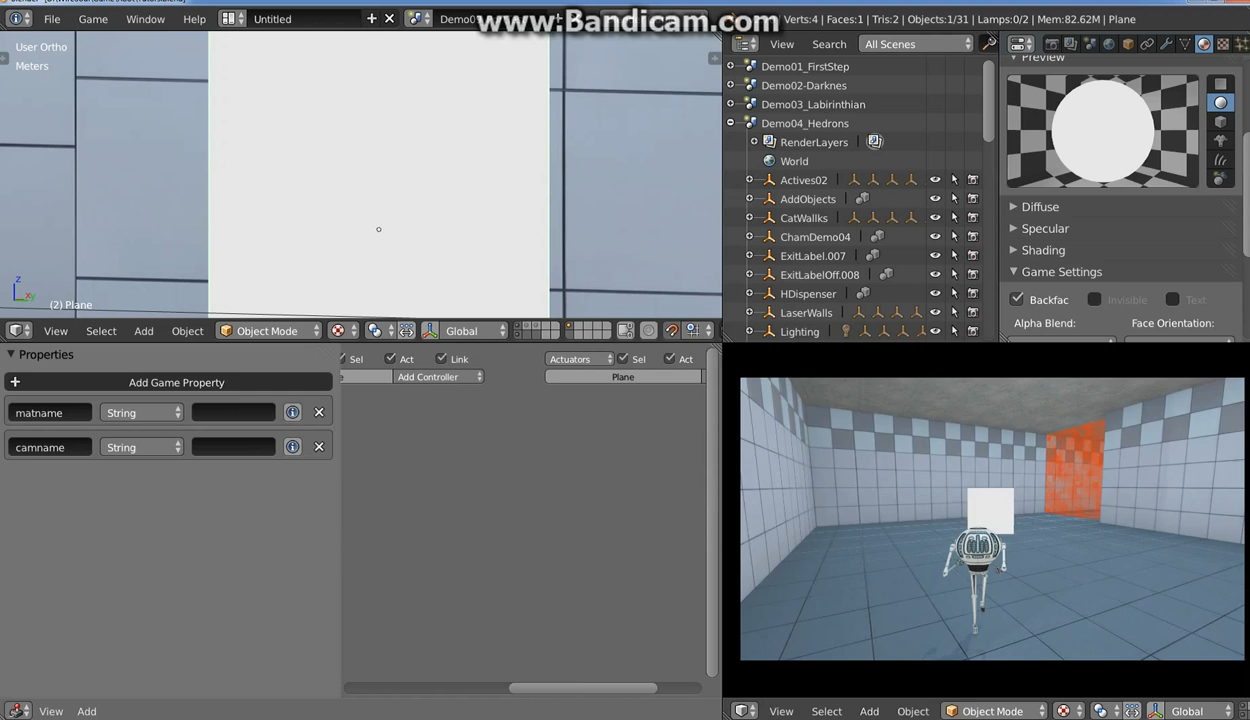 File Game Window Help Untitled Demo0 Verts:4 | Faces:1 | Tris:2 | Objects:1/31 | Lamps:0/2 | Mem:82.62M | Plane
www.Bandicam.com
User Ortho
Meters
(2) Plane
z
View Select Add Object Object Mode Global
View Search All Scenes
Demo01_FirstStep
Demo02-Darknes
Demo03_Labirinthian
Demo04_Hedrons
RenderLayers
World
Actives02
AddObjects
CatWallks
ChamDemo04
ExitLabel.007
ExitLabelOff.008
HDispenser
LaserWalls
Lighting
Preview
Diffuse
Specular
Shading
Game Settings
Backfac Invisible Text
Alpha Blend: Face Orientation:
Properties
Add Game Property
matname String
camname String
Sel Act Link Actuators Sel Act
Add Controller Plane
View Add
View Select Add Object Object Mode Global